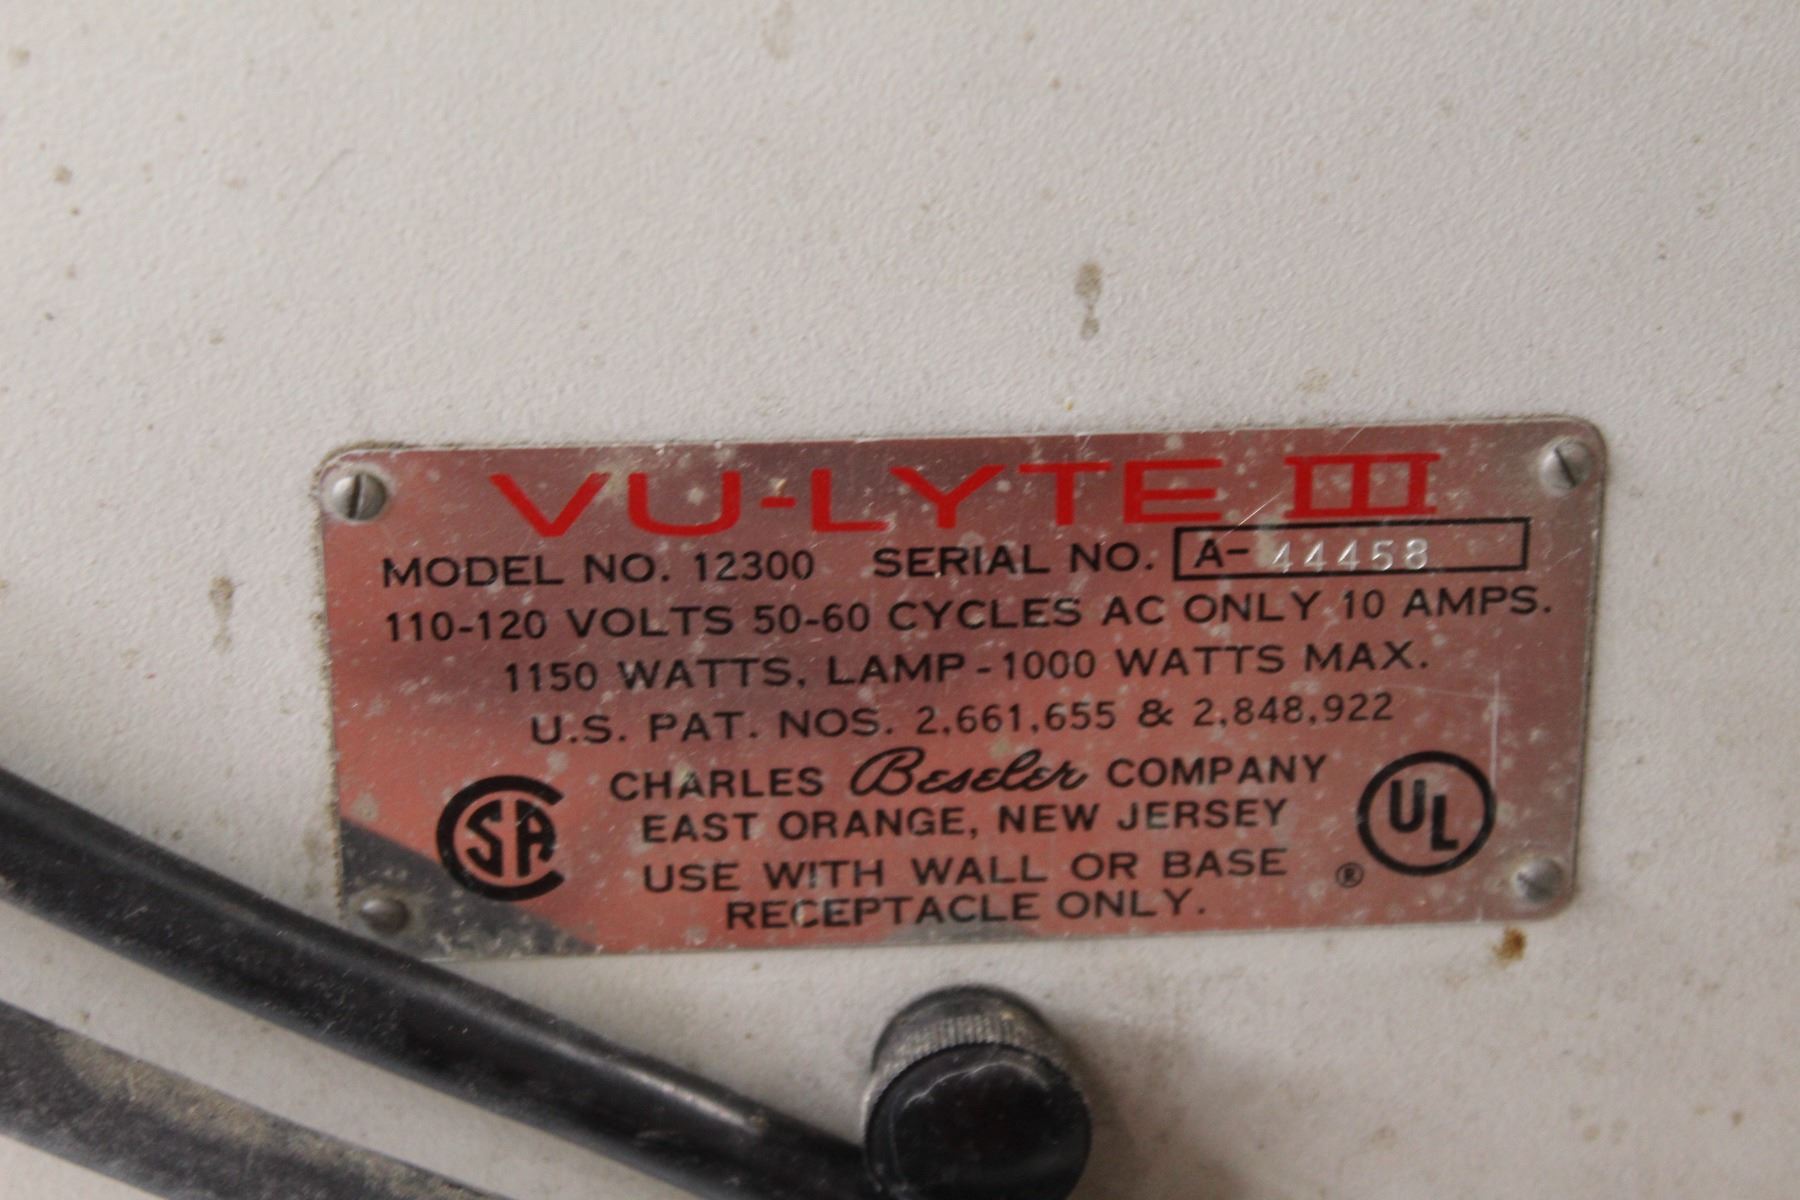 VU-LYTE III
MODEL NO. 12300 SERIAL NO. A- 44458
110-120 VOLTS 50-60 CYCLES AC ONLY 10 AMPS.
1150 WATTS, LAMP-1000 WATTS MAX.
U.S. PAT. NOS. 2,661,655 & 2,848,922
CHARLES Beseler COMPANY
EAST ORANGE, NEW JERSEY
USE WITH WALL OR BASE
RECEPTACLE ONLY.
SA
UL
®